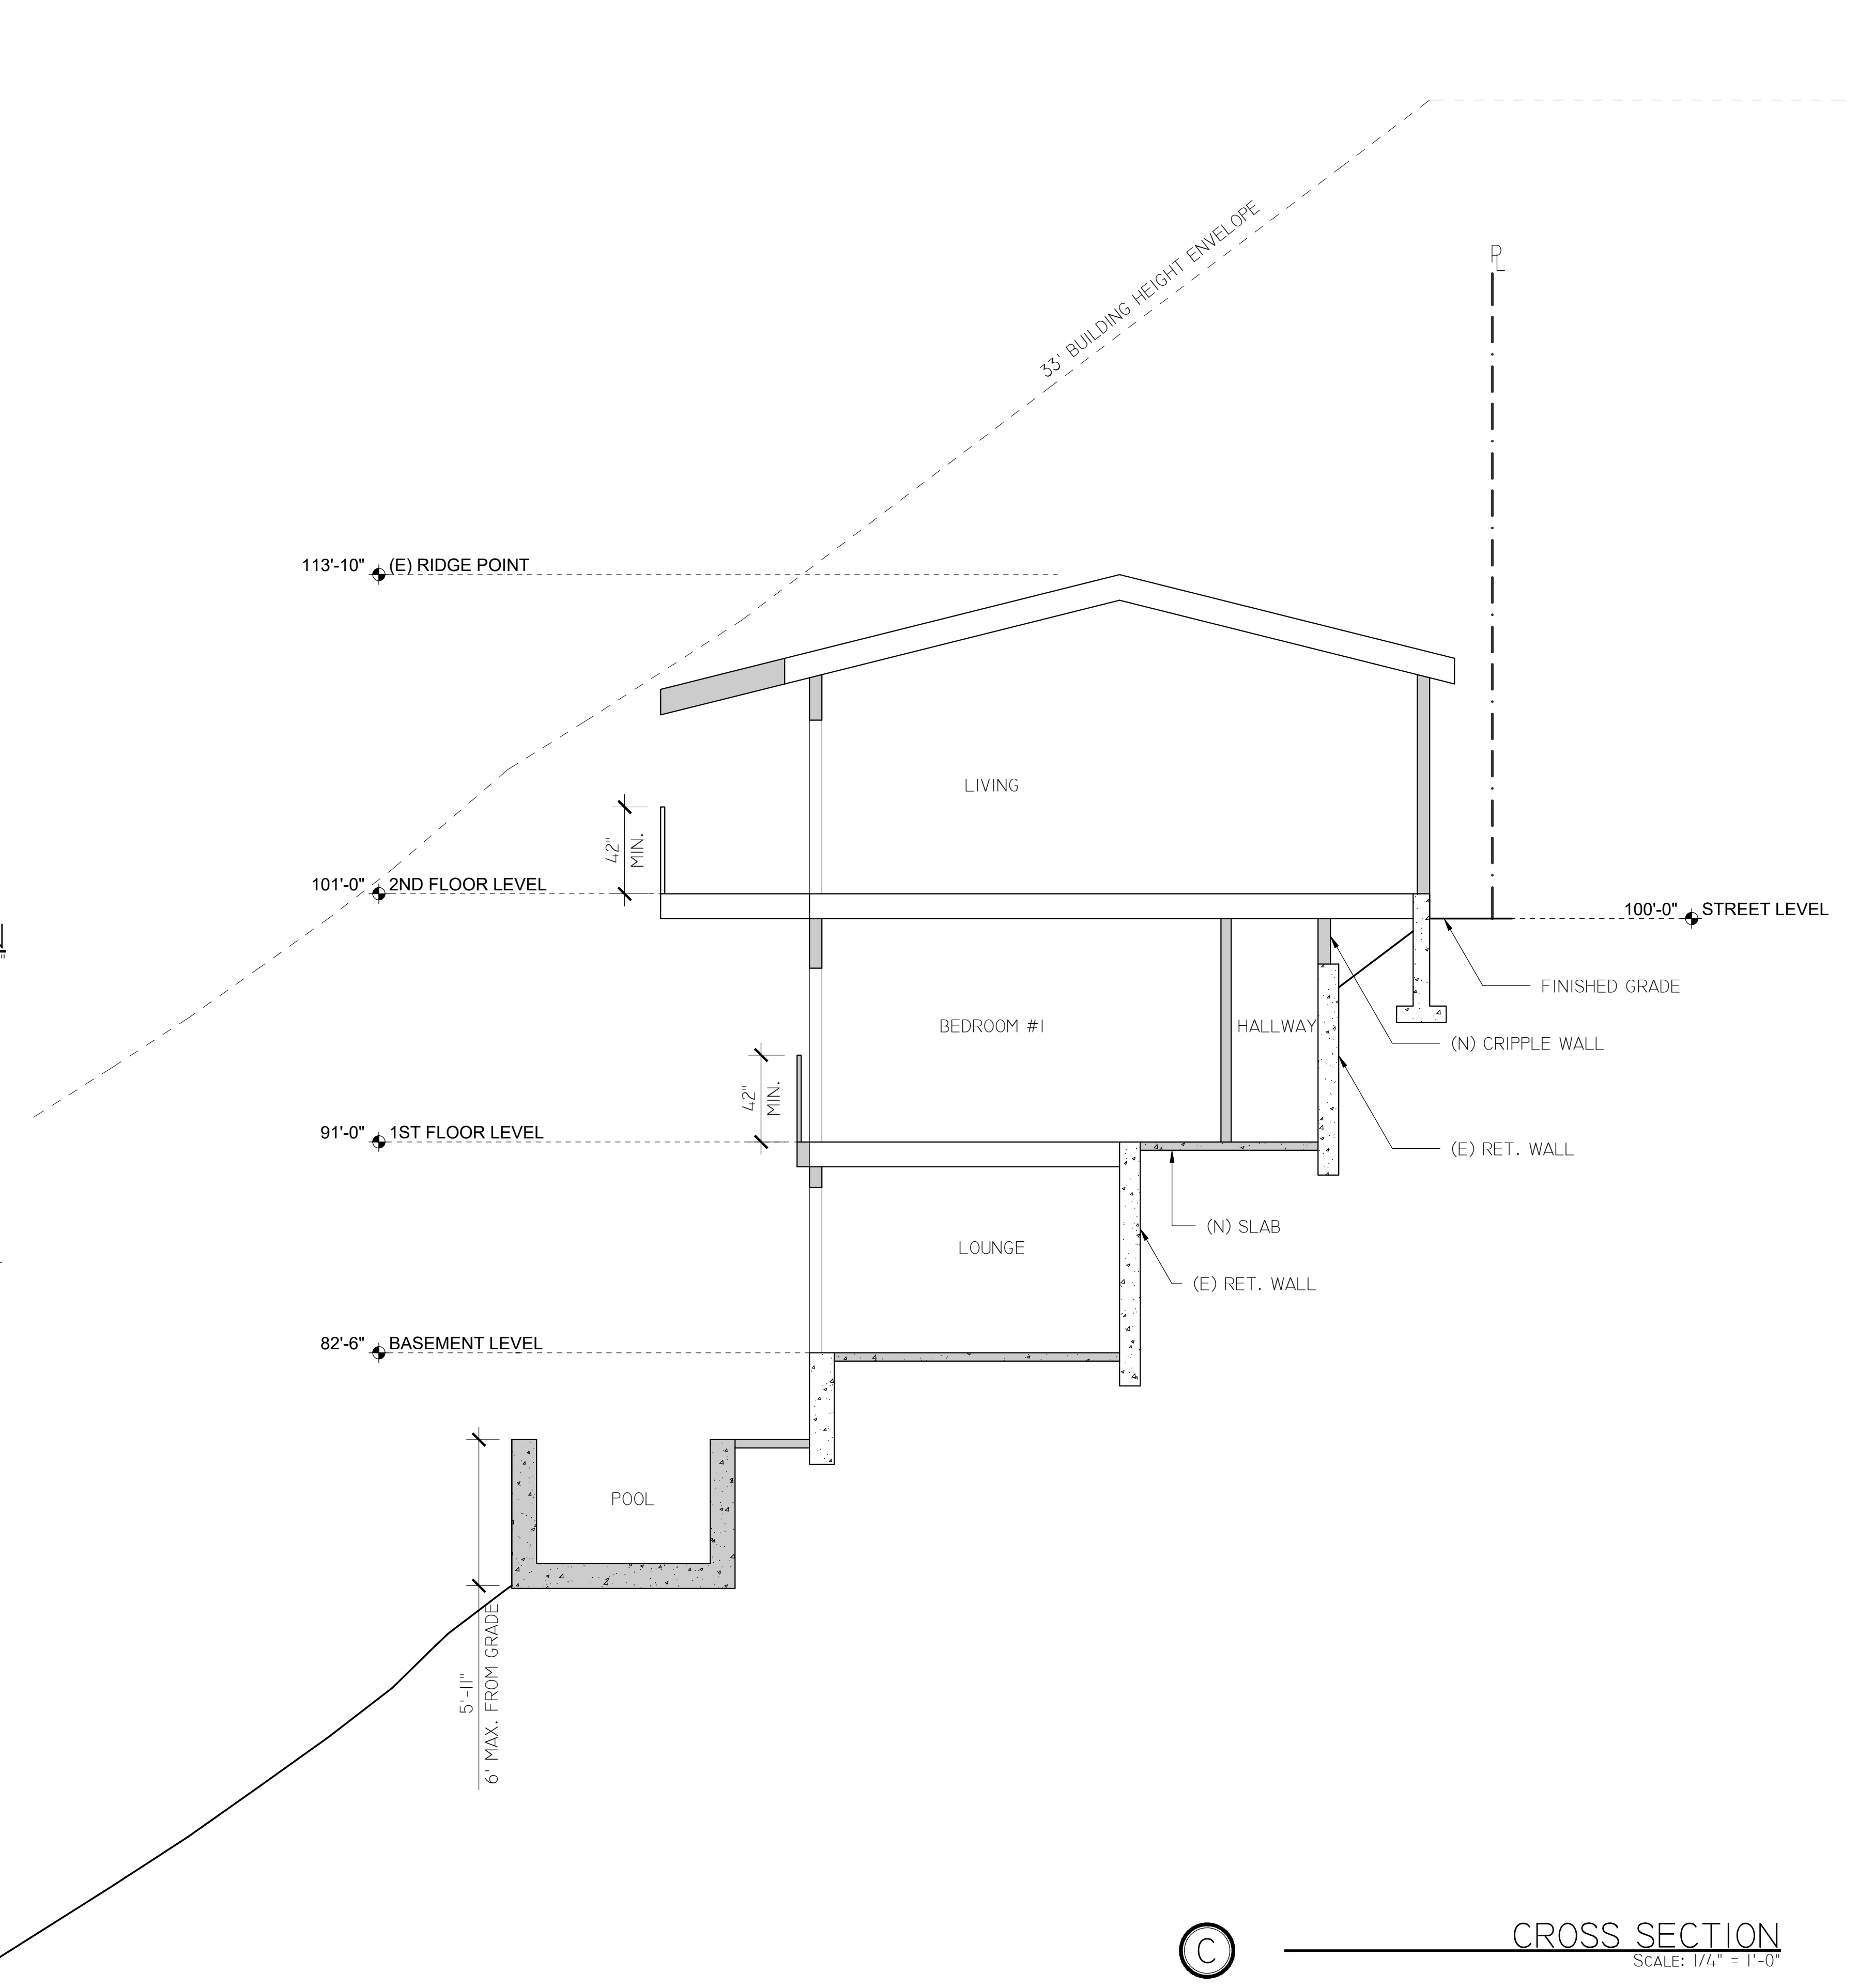 33' BUILDING HEIGHT ENVELOPE
PL
113'-10" (E) RIDGE POINT
LIVING
42"
MIN.
101'-0" 2ND FLOOR LEVEL
100'-0" STREET LEVEL
FINISHED GRADE
BEDROOM #1
HALLWAY
(N) CRIPPLE WALL
42"
MIN.
91'-0" 1ST FLOOR LEVEL
(E) RET. WALL
(N) SLAB
LOUNGE
(E) RET. WALL
82'-6" BASEMENT LEVEL
POOL
5'-11"
6' MAX. FROM GRADE
C
CROSS SECTION
SCALE: 1/4" = 1'-0"